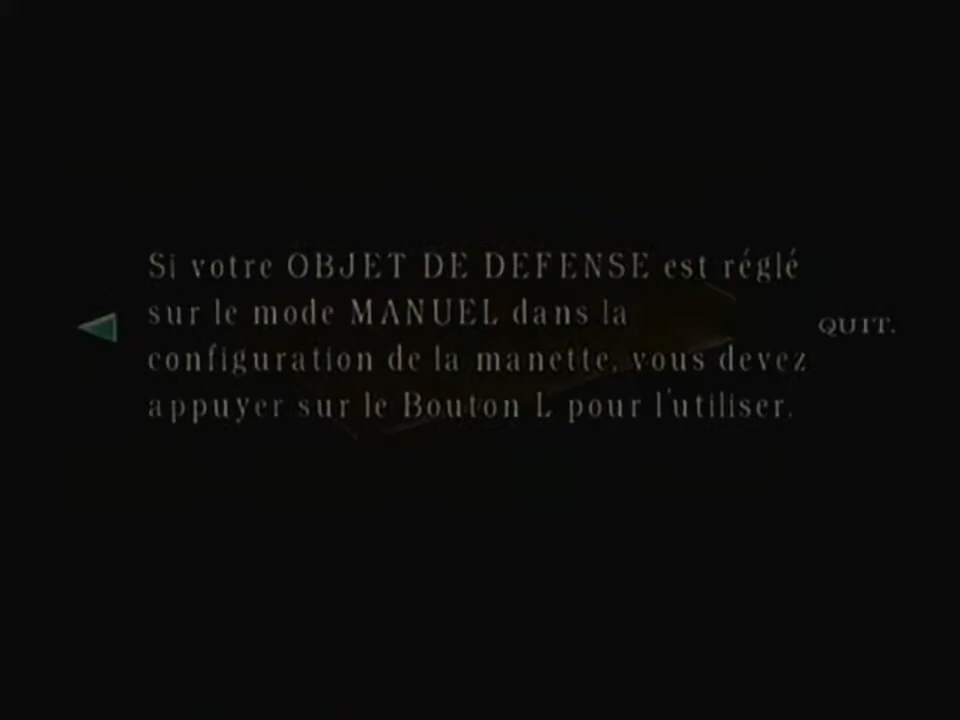 Si votre OBJET DE DEFENSE est réglé
sur le mode MANUEL dans la
configuration de la manette, vous devez
appuyer sur le Bouton L pour l'utiliser.
QUIT.